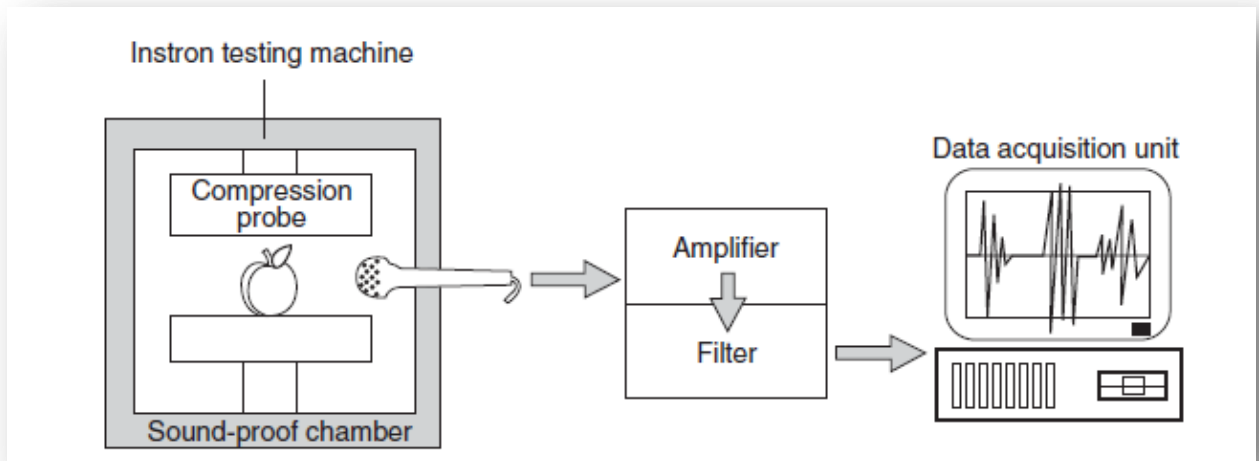 Instron testing machine
Compression
probe
Sound-proof chamber
Amplifier
Filter
Data acquisition unit